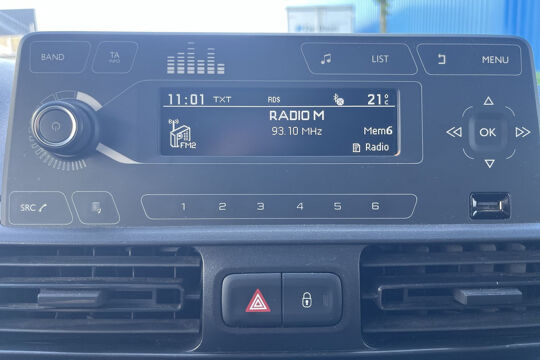 BAND
TA
INFO
LIST
MENU
11:01 TXT RDS 21°C
RADIO M
93.10 MHz Mem6
FM2
Radio
OK
SRC
1 2 3 4 5 6